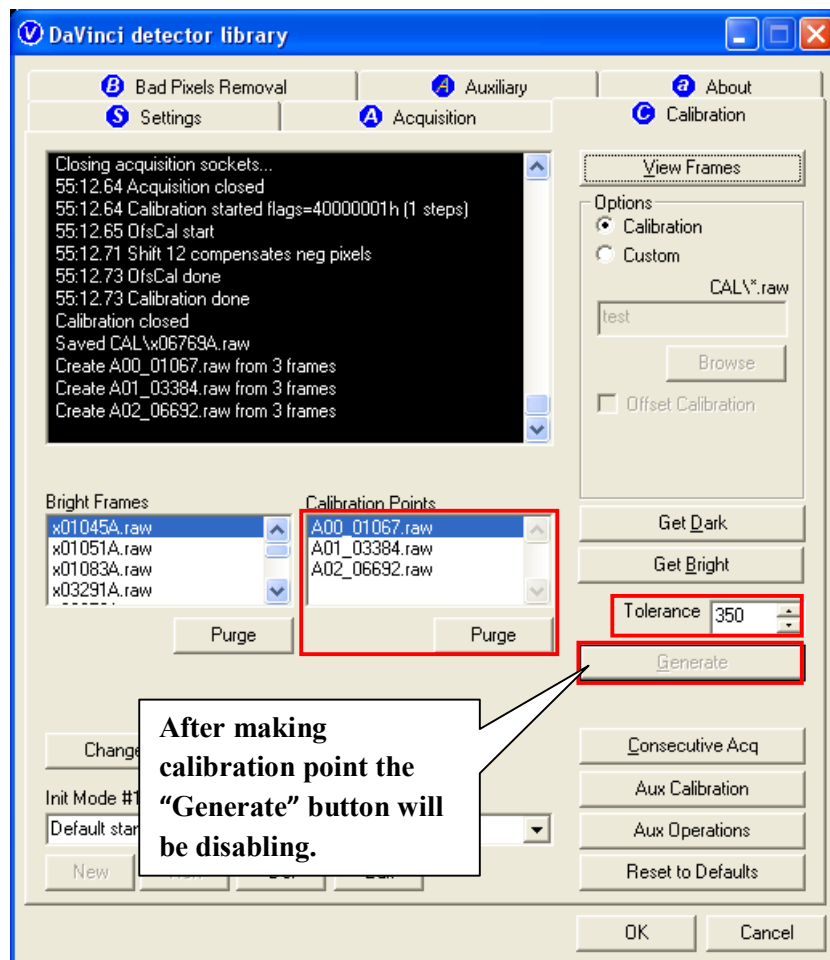 DaVinci detector library
Bad Pixels Removal
Auxiliary
About
Settings
Acquisition
Calibration
Closing acquisition sockets...
55:12.64 Acquisition closed
55:12.64 Calibration started flags=40000001h (1 steps)
55:12.65 OfsCal start
55:12.71 Shift 12 compensates neg pixels
55:12.73 OfsCal done
55:12.73 Calibration done
Calibration closed
Saved CAL\x06769A.raw
Create A00_01067.raw from 3 frames
Create A01_03384.raw from 3 frames
Create A02_06692.raw from 3 frames
View Frames
Options
Calibration
Custom
CAL\*.raw
test
Browse
Offset Calibration
Bright Frames
x01045A.raw
x01051A.raw
x01083A.raw
x03291A.raw
Purge
Calibration Points
A00_01067.raw
A01_03384.raw
A02_06692.raw
Purge
Get Dark
Get Bright
Tolerance 350
Generate
After making
calibration point the
“Generate” button will
be disabling.
Change
Init Mode #1
Default star
New
Consecutive Acq
Aux Calibration
Aux Operations
Reset to Defaults
OK
Cancel